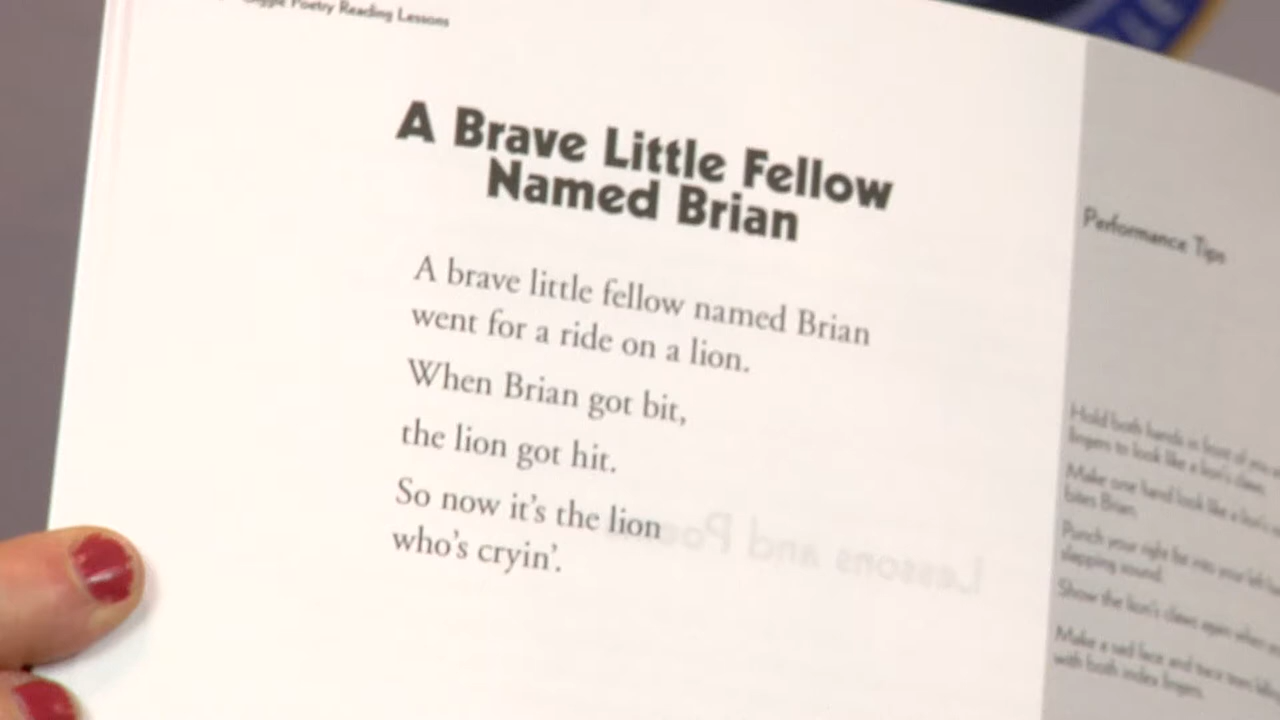 Poetry Reading Lessons
A Brave Little Fellow
Named Brian
A brave little fellow named Brian
went for a ride on a lion.
When Brian got bit,
the lion got hit.
So now it's the lion
who's cryin'.
Lessons and
Performance Tips
Hold both hands in front of you
fingers to look like a lion's claws.
Make one hand look like a lion's
bites Brian.
Punch your right fist into your left
slapping sound.
Show the lion's claws again when
Make a sad face and trace tears
with both index fingers.